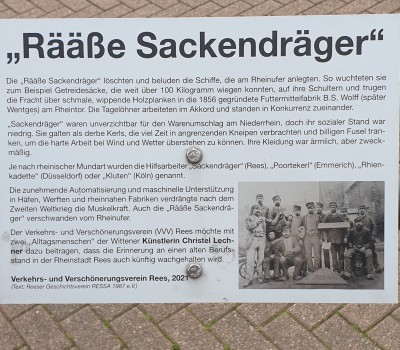 „Rääße Sackendräger“
Die „Rääße Sackendräger“ löschten und beluden die Schiffe, die am Rheinufer anlegten. So wuchteten sie
zum Beispiel Getreidesäcke, die weit über 100 Kilogramm wiegen konnten, auf ihre Schultern und trugen
die Fracht über schmale, wippende Holzplanken in die 1856 gegründete Futtermittelfabrik B.S. Wolff (später
Wentges) am Rheintor. Die Tagelöhner arbeiteten im Akkord und standen in Konkurrenz zueinander.
„Sackendräger“ waren unverzichtbar für den Warenumschlag am Niederrhein, doch ihr sozialer Stand war
niedrig. Sie galten als derbe Kerls, die viel Zeit in angrenzenden Kneipen verbrachten und billigen Fusel tran-
ken, um die harte Arbeit bei Wind und Wetter überstehen zu können. Ihre Kleidung war ärmlich, aber zweck-
mäßig.
Je nach rheinischer Mundart wurden die Hilfsarbeiter „Sackendräger“ (Rees), „Poortekerl“ (Emmerich), „Rhien-
kadette“ (Düsseldorf) oder „Kluten“ (Köln) genannt.
Die zunehmende Automatisierung und maschinelle Unterstützung
in Häfen, Werften und rheinnahen Fabriken verdrängte nach dem
Zweiten Weltkrieg die Muskelkraft. Auch die „Rääße Sackendrä-
ger“ verschwanden vom Rheinufer.
Der Verkehrs- und Verschönerungsverein (VVV) Rees möchte mit
zwei „Alltagsmenschen“ der Wittener Künstlerin Christel Lech-
ner dazu beitragen, dass die Erinnerung an einen alten Berufs-
stand in der Rheinstadt Rees auch künftig wachgehalten wird.
Verkehrs- und Verschönerungsverein Rees, 2021
(Text: Reeser Geschichtsverein RESSA 1987 e.V.)